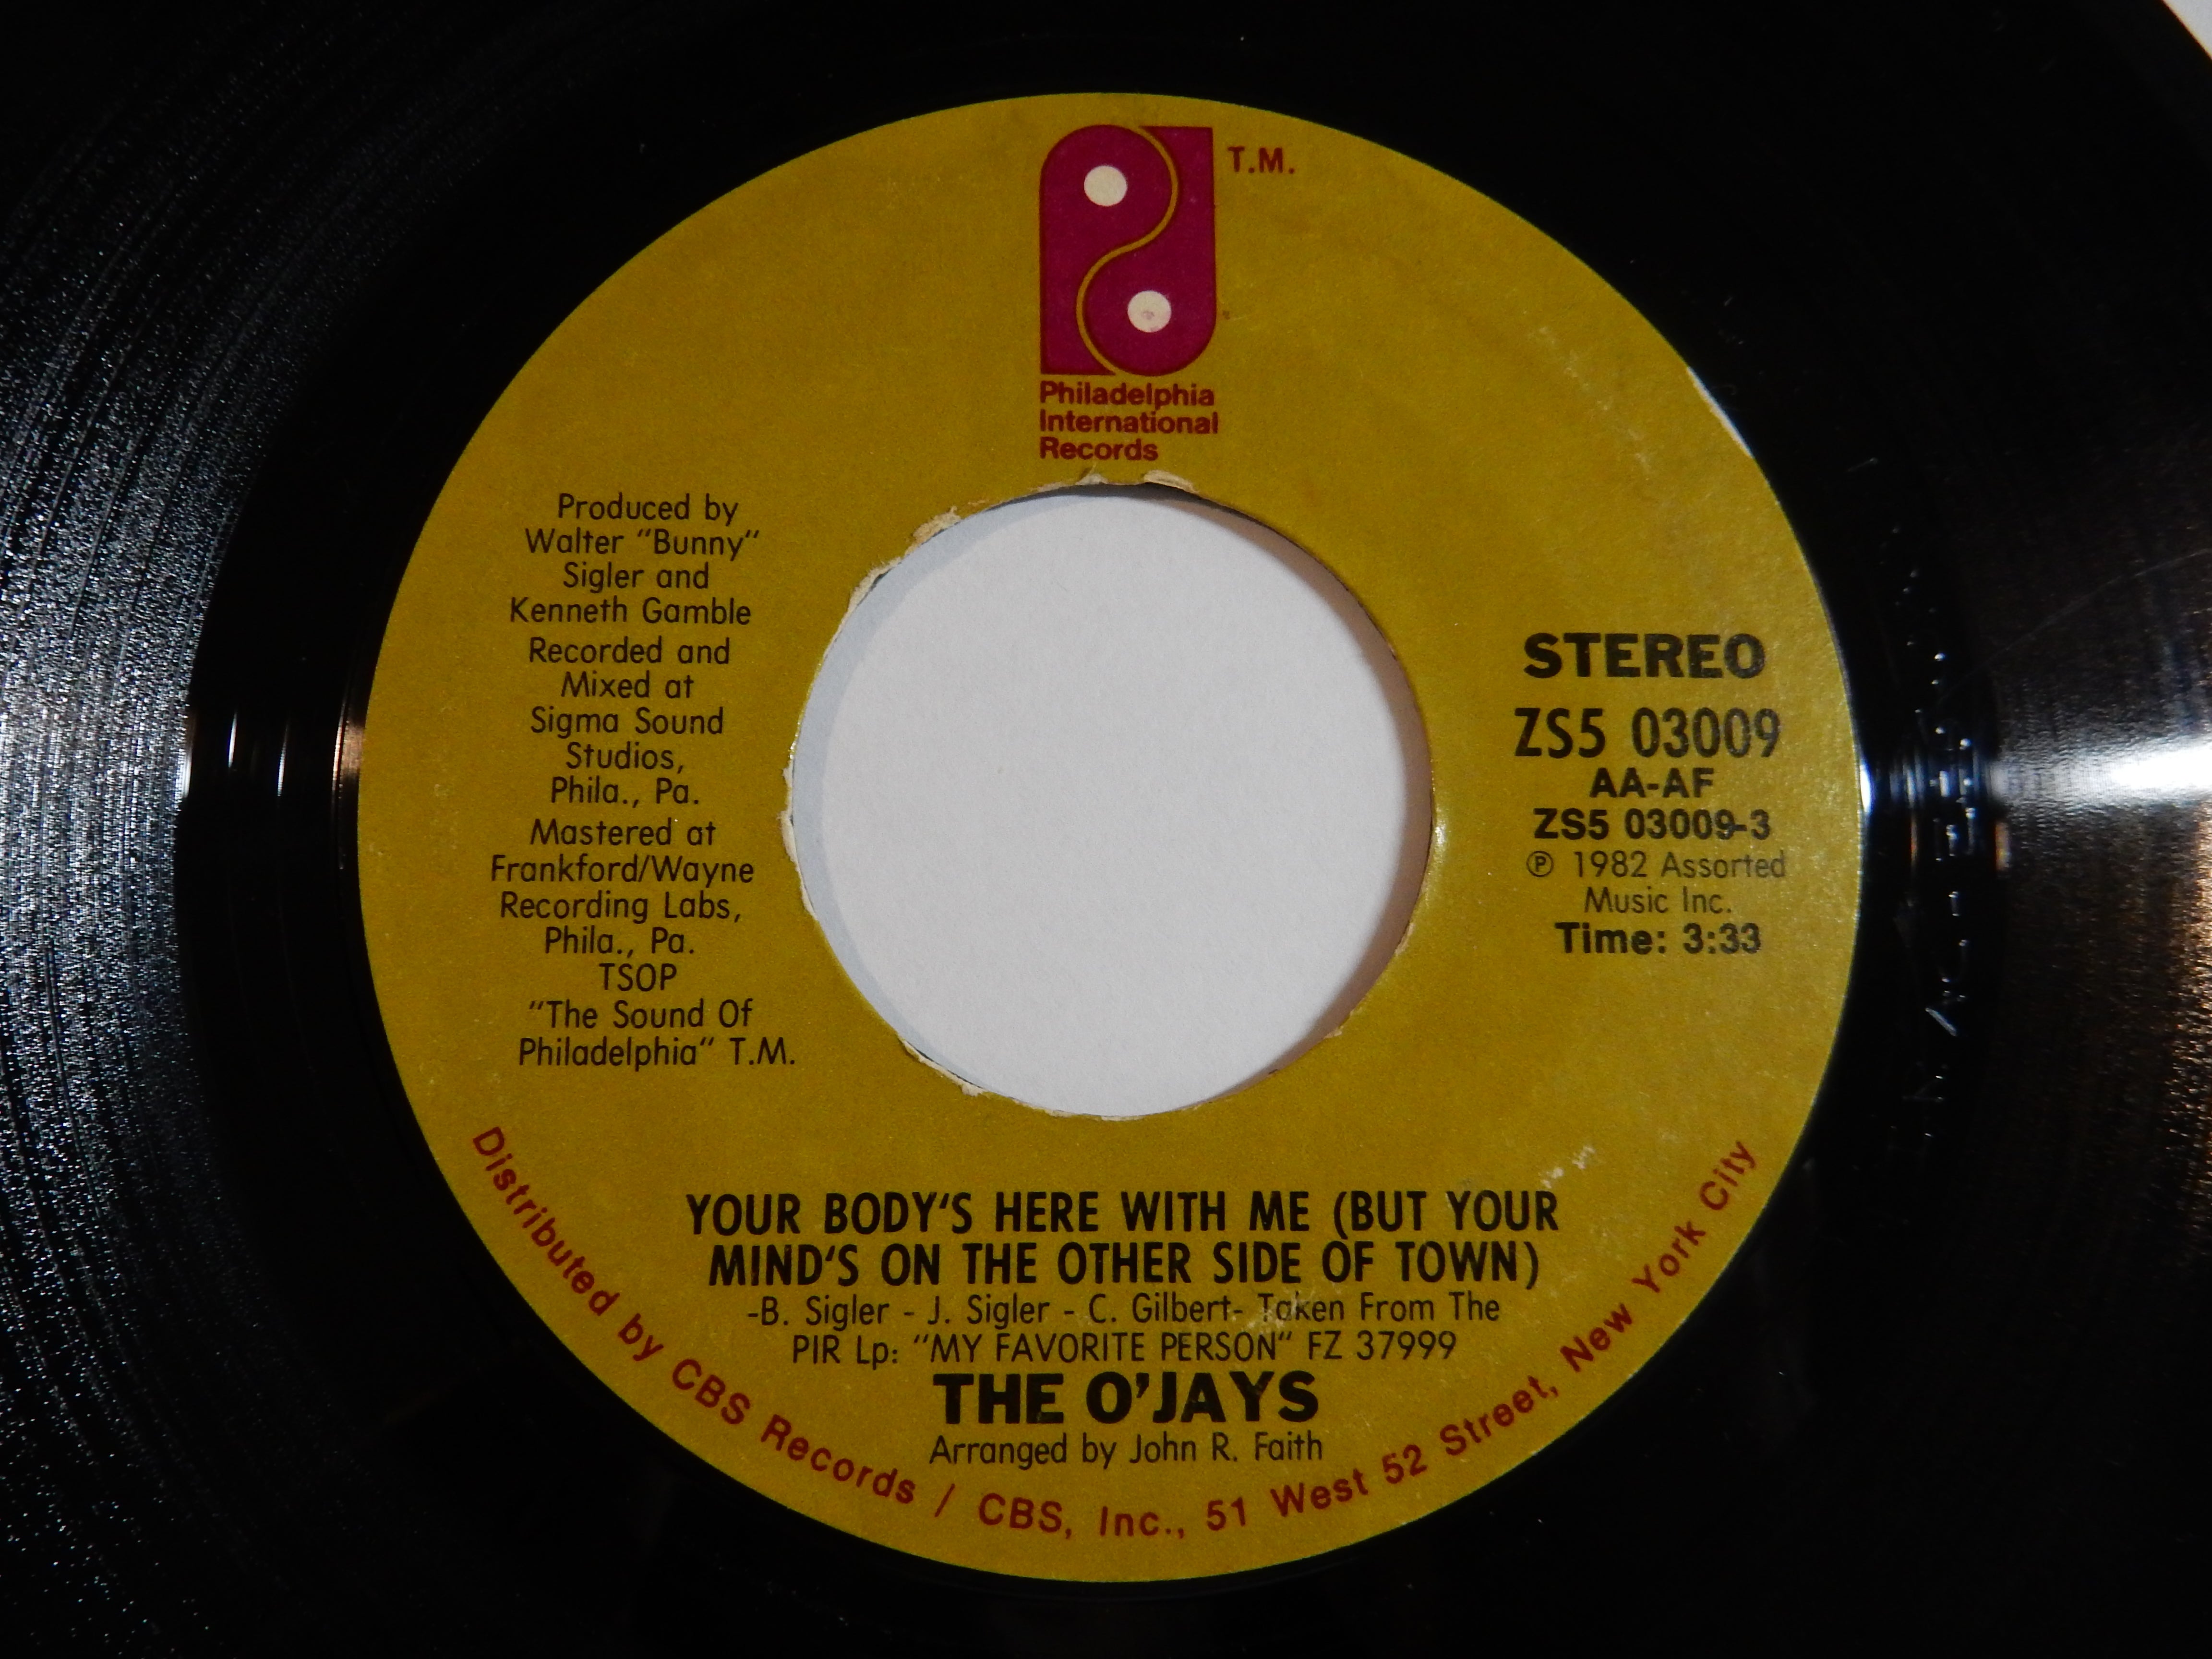 T.M.
Philadelphia
International
Records
Produced by
Walter "Bunny"
Sigler and
Kenneth Gamble
Recorded and
Mixed at
Sigma Sound
Studios,
Phila., Pa.
Mastered at
Frankford/Wayne
Recording Labs,
Phila., Pa.
TSOP
"The Sound Of
Philadelphia" T.M.
STEREO
ZS5 03009
AA-AF
ZS5 03009-3
Ⓟ 1982 Assorted
Music Inc.
Time: 3:33
YOUR BODY'S HERE WITH ME (BUT YOUR
MIND'S ON THE OTHER SIDE OF TOWN)
-B. Sigler - J. Sigler - C. Gilbert- Taken From The
PIR Lp: "MY FAVORITE PERSON" FZ 37999
THE O'JAYS
Arranged by John R. Faith
Distributed by CBS Records / CBS, Inc., 51 West 52 Street, New York City